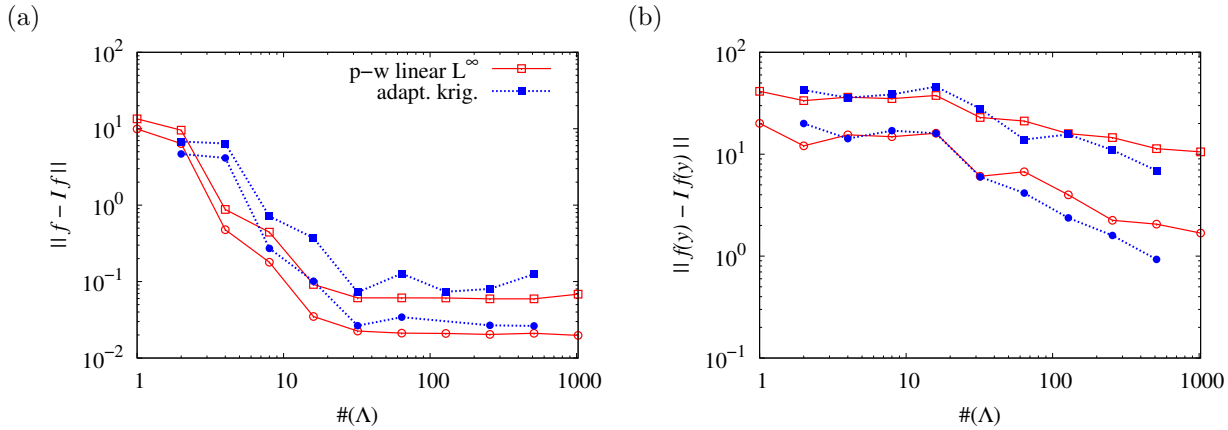 (a)
10^2
10^1
10^0
10^{-1}
10^{-2}
|| f − I f ||
p−w linear L^∞
adapt. krig.
1
10
100
1000
#(Λ)
(b)
10^2
10^1
10^0
10^{-1}
|| f(y) − I f(y) ||
1
10
100
1000
#(Λ)